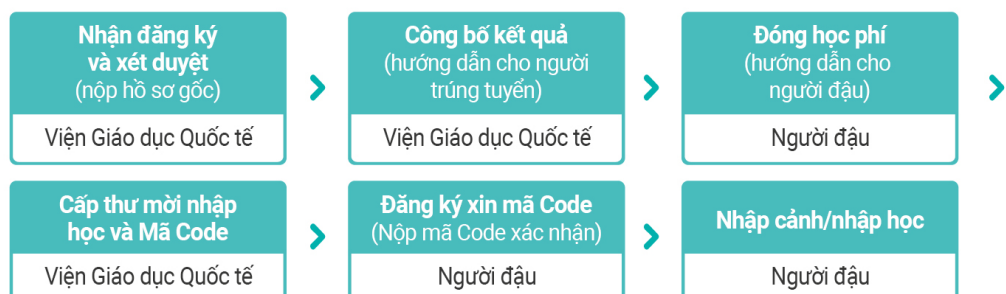 Nhận đăng ký
và xét duyệt
(nộp hồ sơ gốc)
Viện Giáo dục Quốc tế
Công bố kết quả
(hướng dẫn cho người
trúng tuyển)
Viện Giáo dục Quốc tế
Đóng học phí
(hướng dẫn cho
người đậu)
Người đậu
Cấp thư mời nhập
học và Mã Code
Viện Giáo dục Quốc tế
Đăng ký xin mã Code
(Nộp mã Code xác nhận)
Người đậu
Nhập cảnh/nhập học
Người đậu